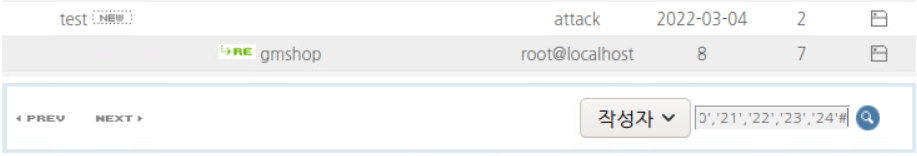 test NEW attack 2022-03-04 2
RE gmshop root@localhost 8 7
PREV NEXT 작성자 0','21','22','23','24'#